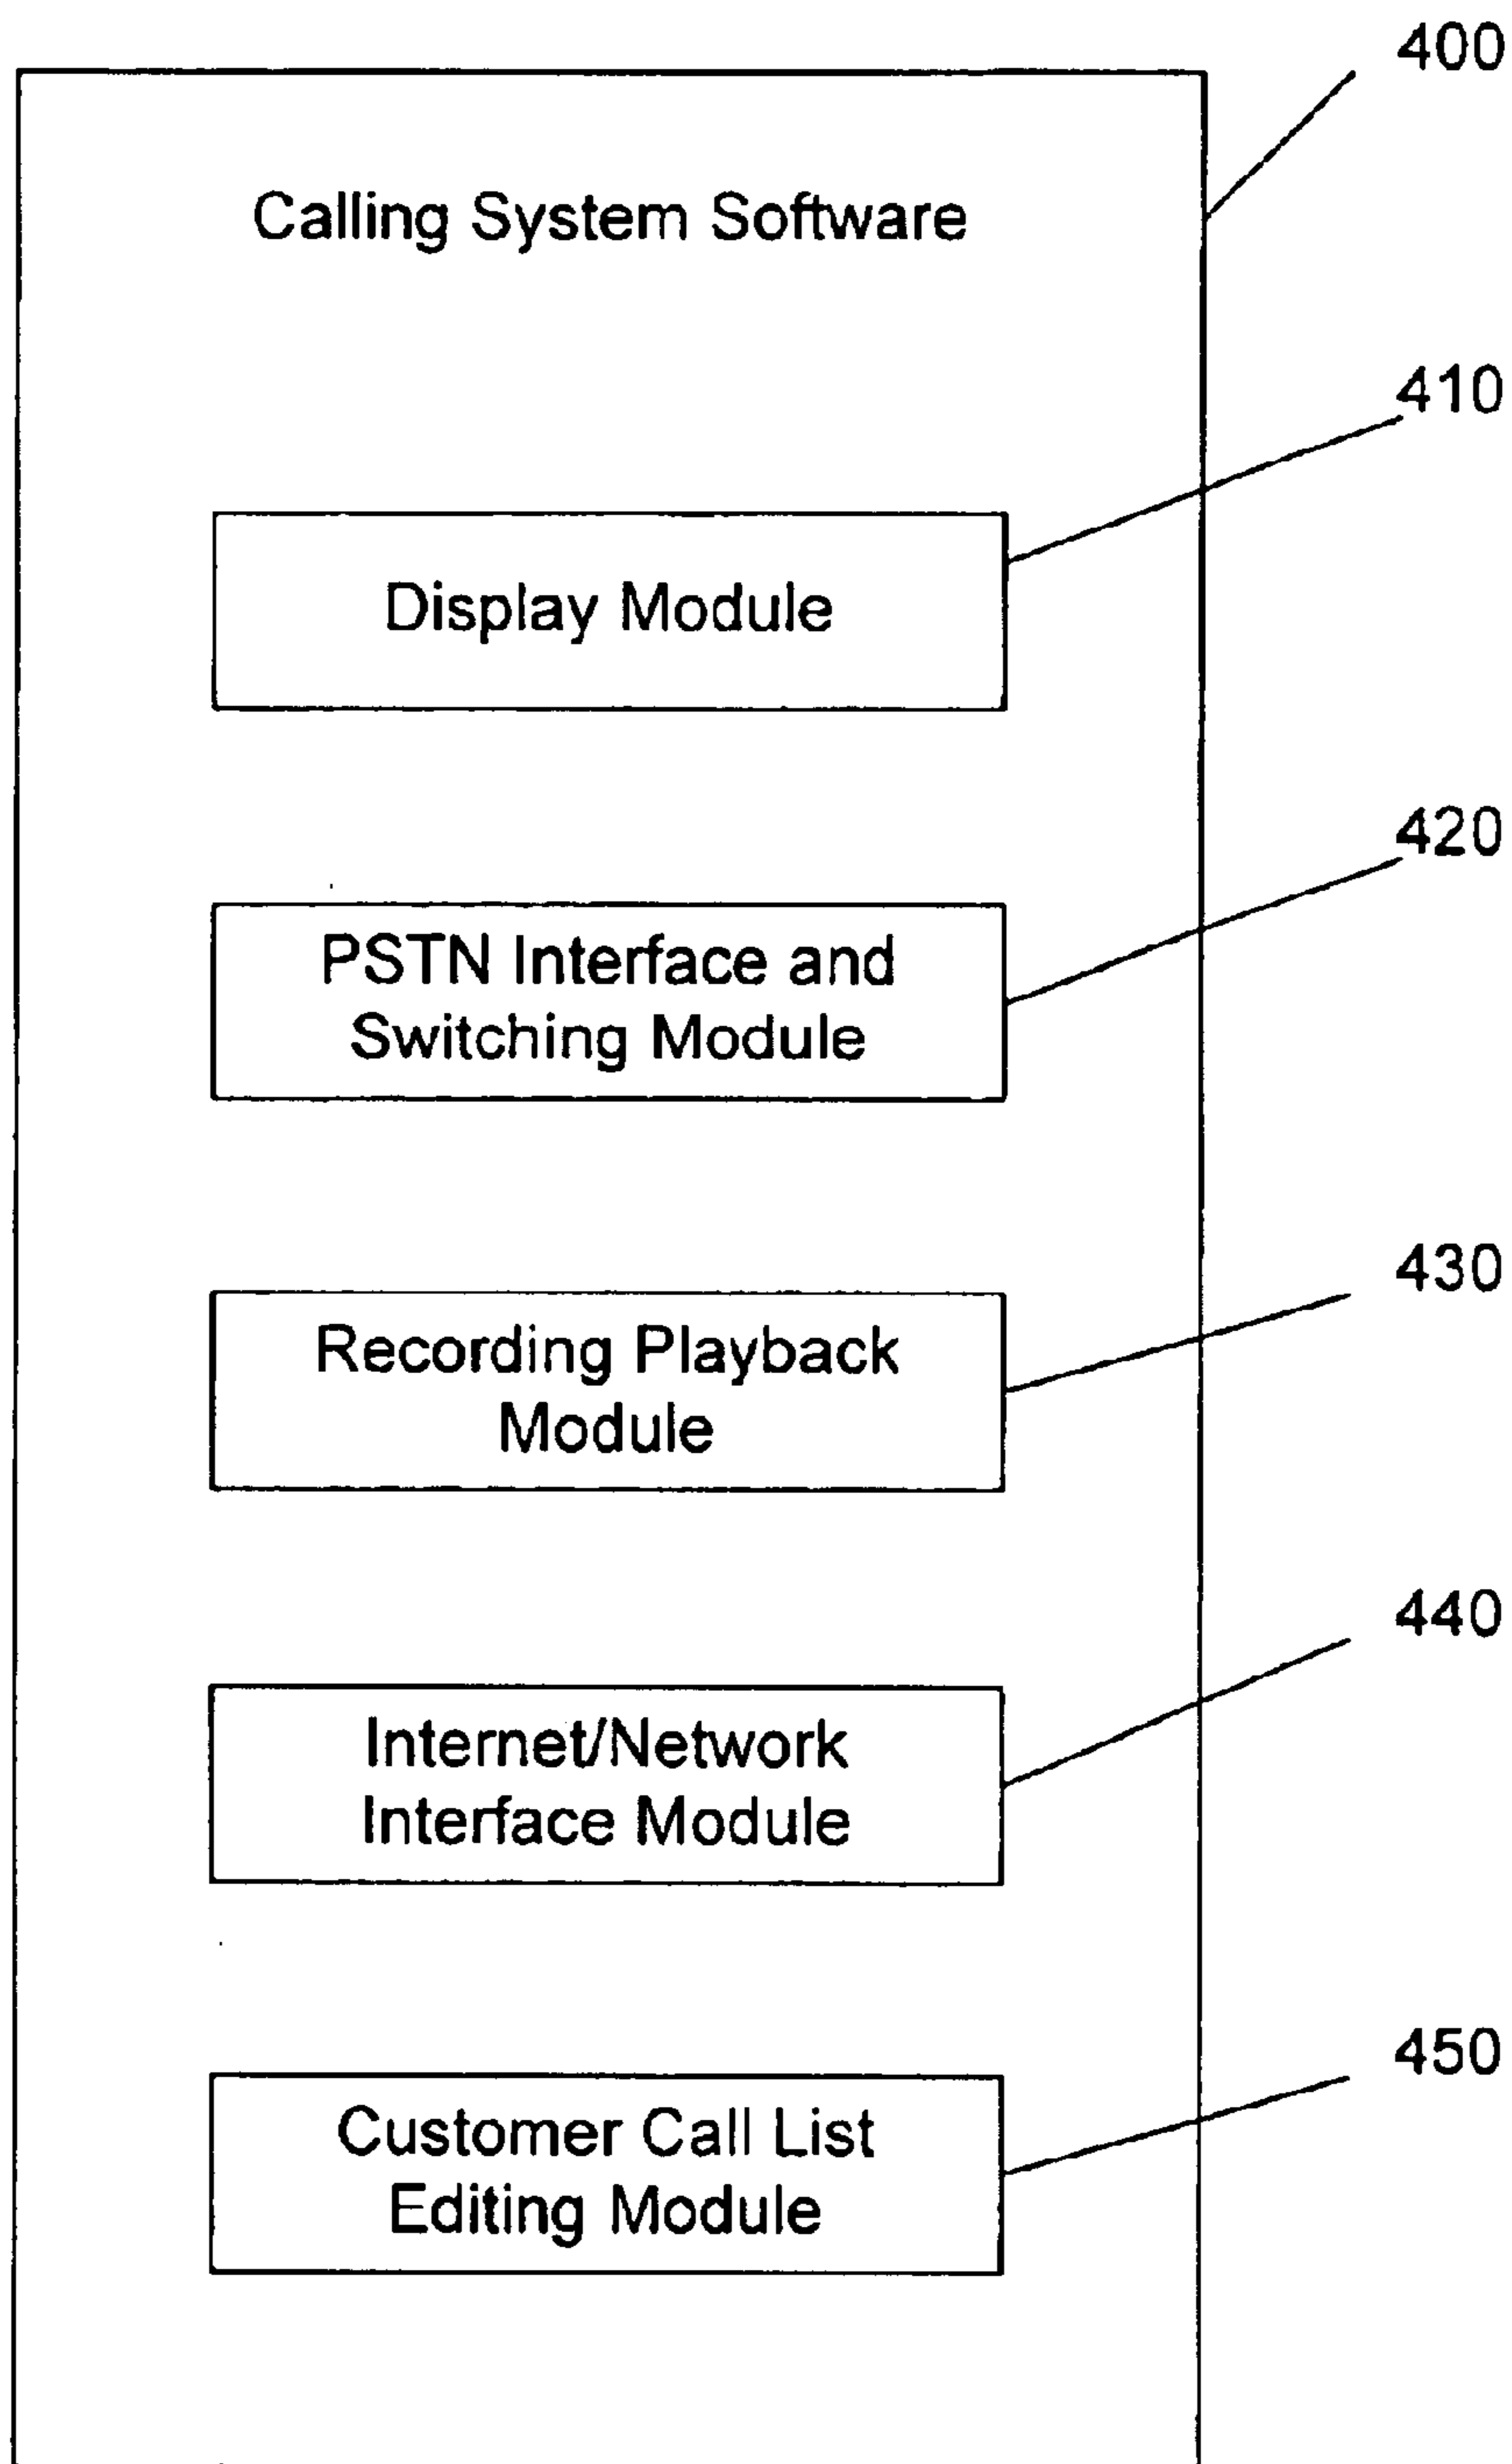 400
Calling System Software
410
Display Module
420
PSTN Interface and
Switching Module
430
Recording Playback
Module
440
Internet/Network
Interface Module
450
Customer Call List
Editing Module